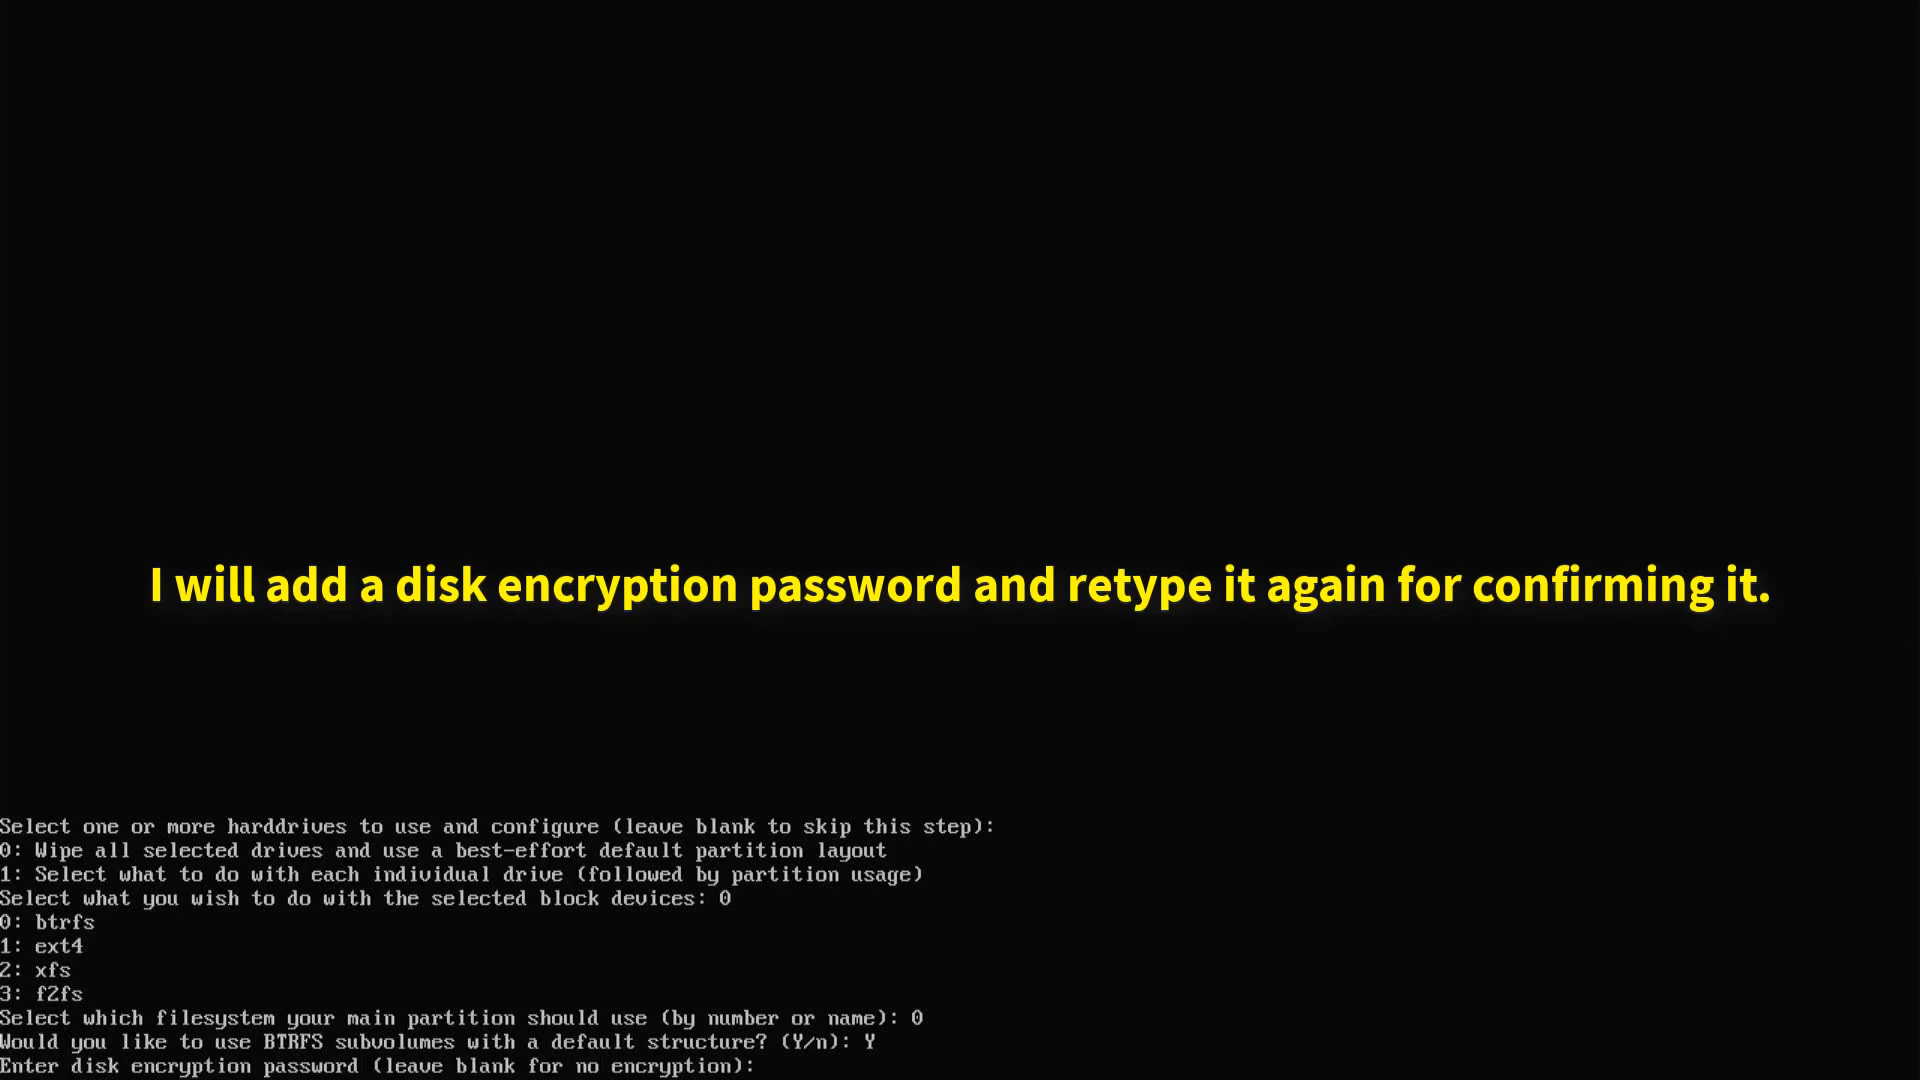 I will add a disk encryption password and retype it again for confirming it.
Select one or more harddrives to use and configure (leave blank to skip this step):
0: Wipe all selected drives and use a best-effort default partition layout
1: Select what to do with each individual drive (followed by partition usage)
Select what you wish to do with the selected block devices: 0
0: btrfs
1: ext4
2: xfs
3: f2fs
Select which filesystem your main partition should use (by number or name): 0
Would you like to use BTRFS subvolumes with a default structure? (Y/n): Y
Enter disk encryption password (leave blank for no encryption):